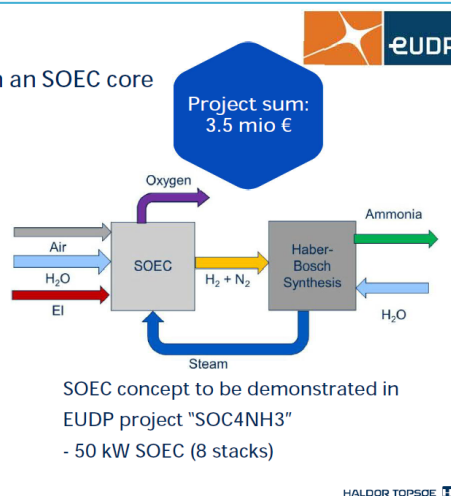 EUDP
n an SOEC core
Project sum:
3.5 mio €
Oxygen
Air
H₂O
El
SOEC
H₂ + N₂
Haber-
Bosch
Synthesis
Ammonia
H₂O
Steam
SOEC concept to be demonstrated in
EUDP project "SOC4NH3"
- 50 kW SOEC (8 stacks)
HALDOR TOPSOE